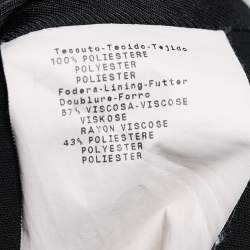 Tessuto-Tecido-Tejido
100% POLIESTERE
POLYESTER
POLIESTER
Fodera-Lining-Futter
Doublure-Forro
57% VISCOSA-VISCOSE
VISKOSE
RAYON VISCOSE
43% POLIESTERE
POLYESTER
POLIESTER